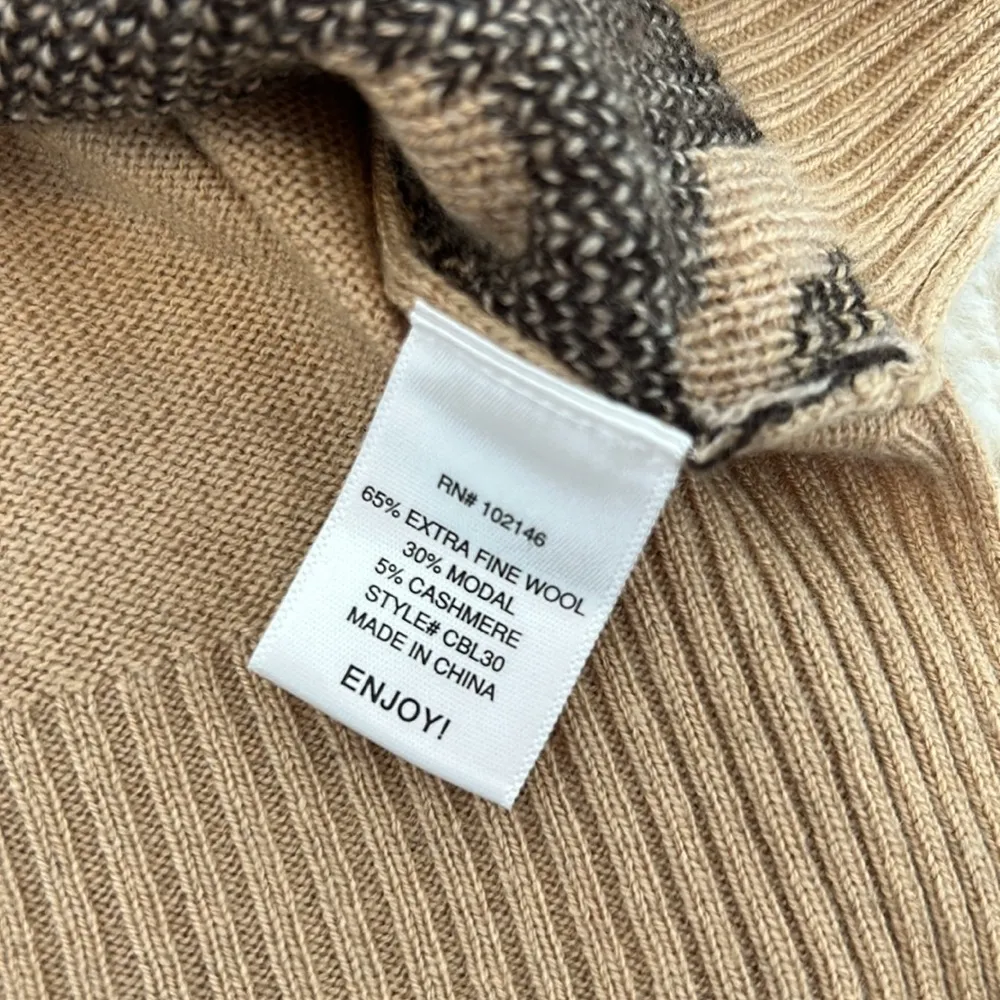 RN# 102146
65% EXTRA FINE WOOL
30% MODAL
5% CASHMERE
STYLE# CBL30
MADE IN CHINA
ENJOY!